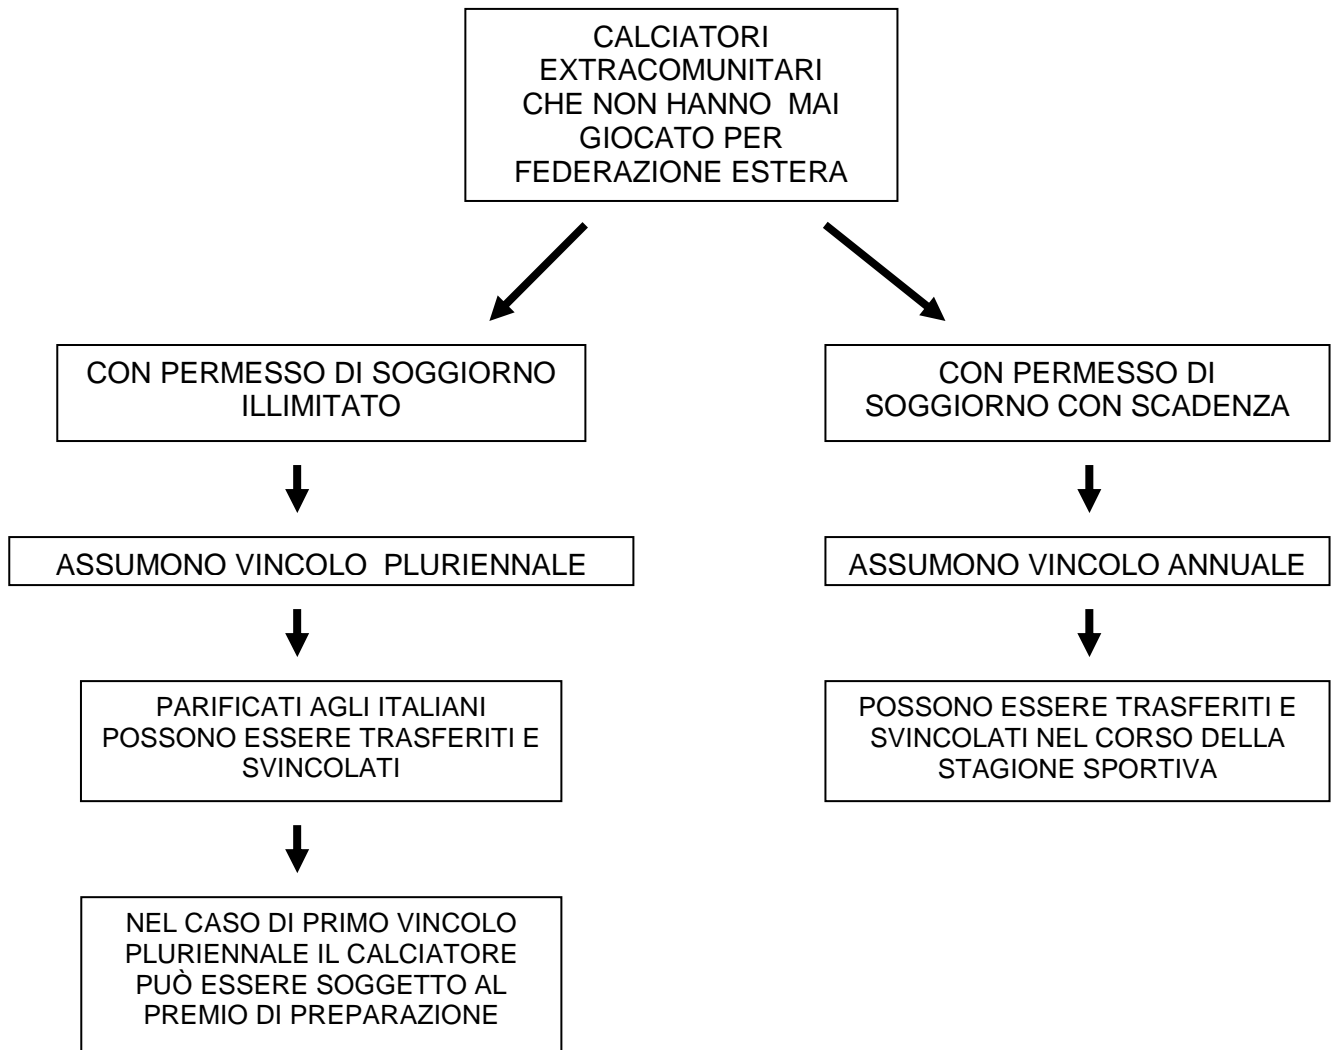 CALCIATORI
EXTRACOMUNITARI
CHE NON HANNO MAI
GIOCATO PER
FEDERAZIONE ESTERA
CON PERMESSO DI SOGGIORNO
ILLIMITATO
CON PERMESSO DI
SOGGIORNO CON SCADENZA
ASSUMONO VINCOLO PLURIENNALE
ASSUMONO VINCOLO ANNUALE
PARIFICATI AGLI ITALIANI
POSSONO ESSERE TRASFERITI E
SVINCOLATI
POSSONO ESSERE TRASFERITI E
SVINCOLATI NEL CORSO DELLA
STAGIONE SPORTIVA
NEL CASO DI PRIMO VINCOLO
PLURIENNALE IL CALCIATORE
PUÒ ESSERE SOGGETTO AL
PREMIO DI PREPARAZIONE